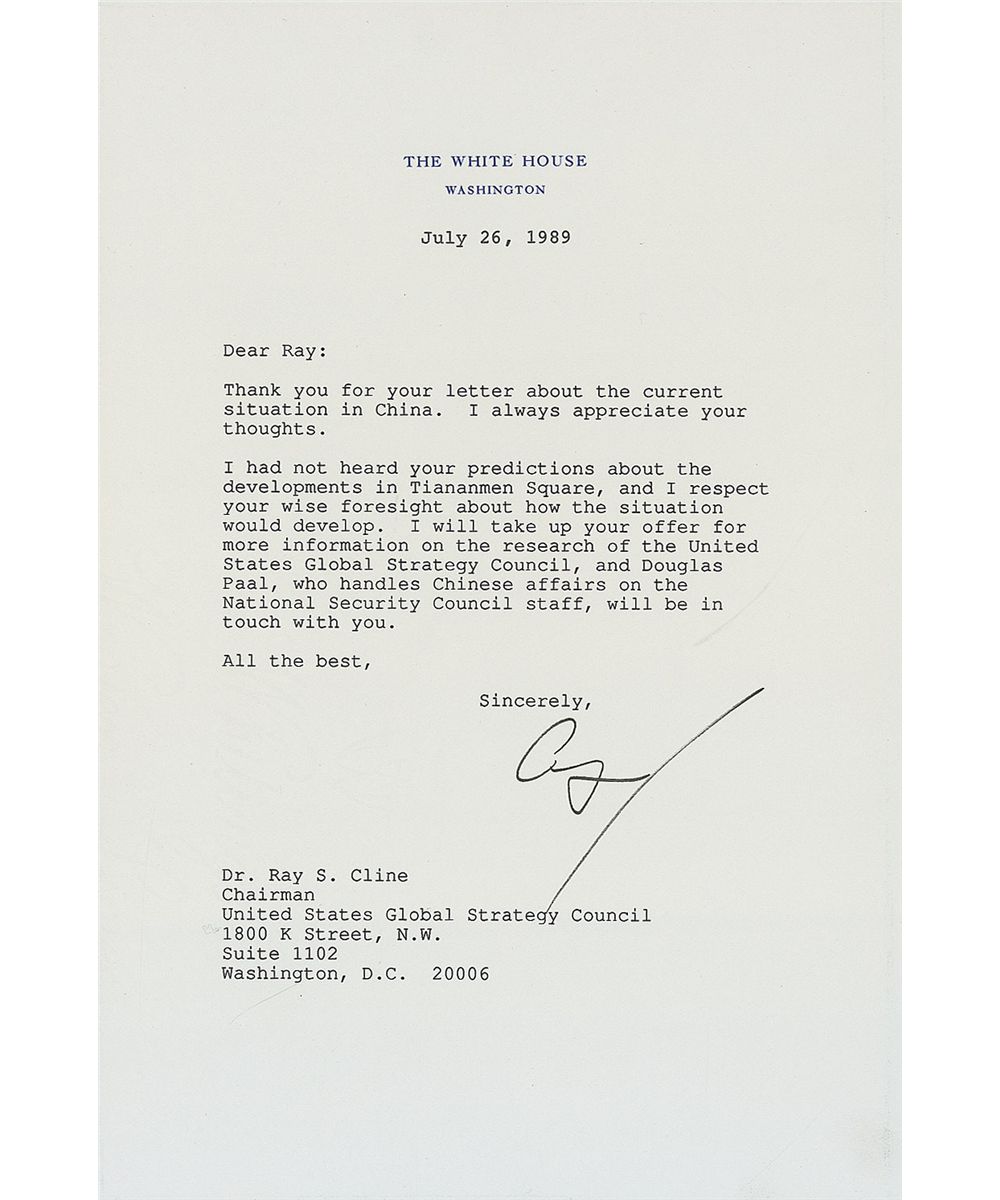 THE WHITE HOUSE
WASHINGTON
July 26, 1989
Dear Ray:
Thank you for your letter about the current
situation in China.  I always appreciate your
thoughts.
I had not heard your predictions about the
developments in Tiananmen Square, and I respect
your wise foresight about how the situation
would develop.  I will take up your offer for
more information on the research of the United
States Global Strategy Council, and Douglas
Paal, who handles Chinese affairs on the
National Security Council staff, will be in
touch with you.
All the best,
Sincerely,
Dr. Ray S. Cline
Chairman
United States Global Strategy Council
1800 K Street, N.W.
Suite 1102
Washington, D.C.  20006